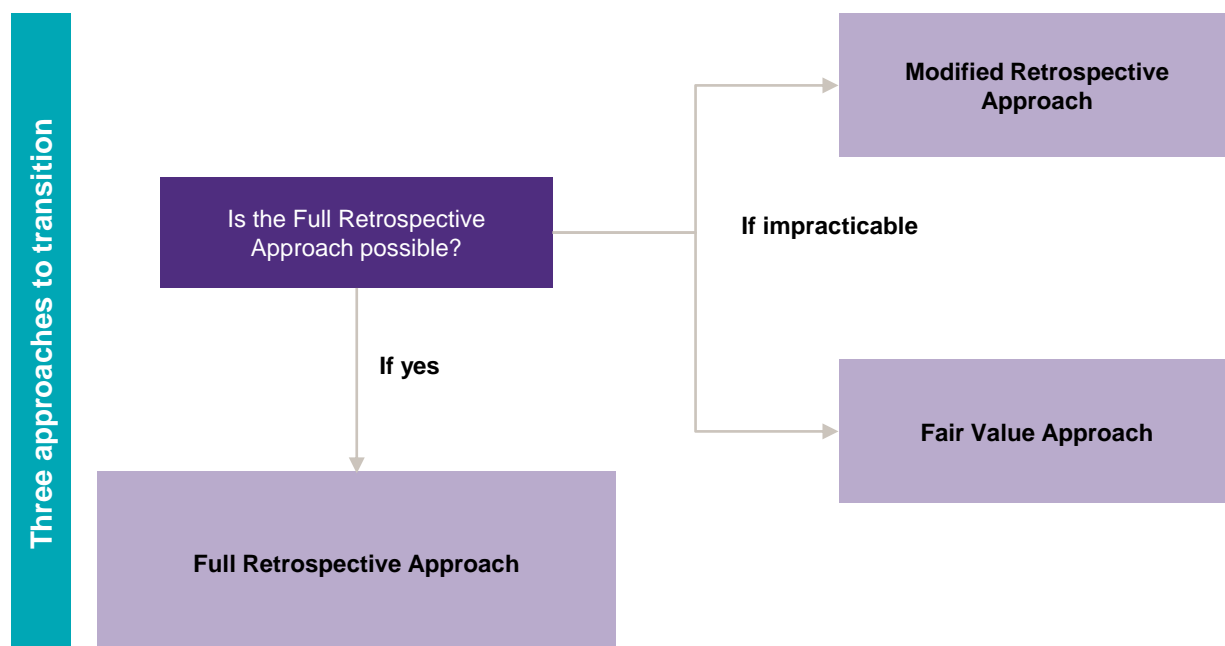 Three approaches to transition
Modified Retrospective
Approach
Is the Full Retrospective
Approach possible?
If impracticable
If yes
Fair Value Approach
Full Retrospective Approach